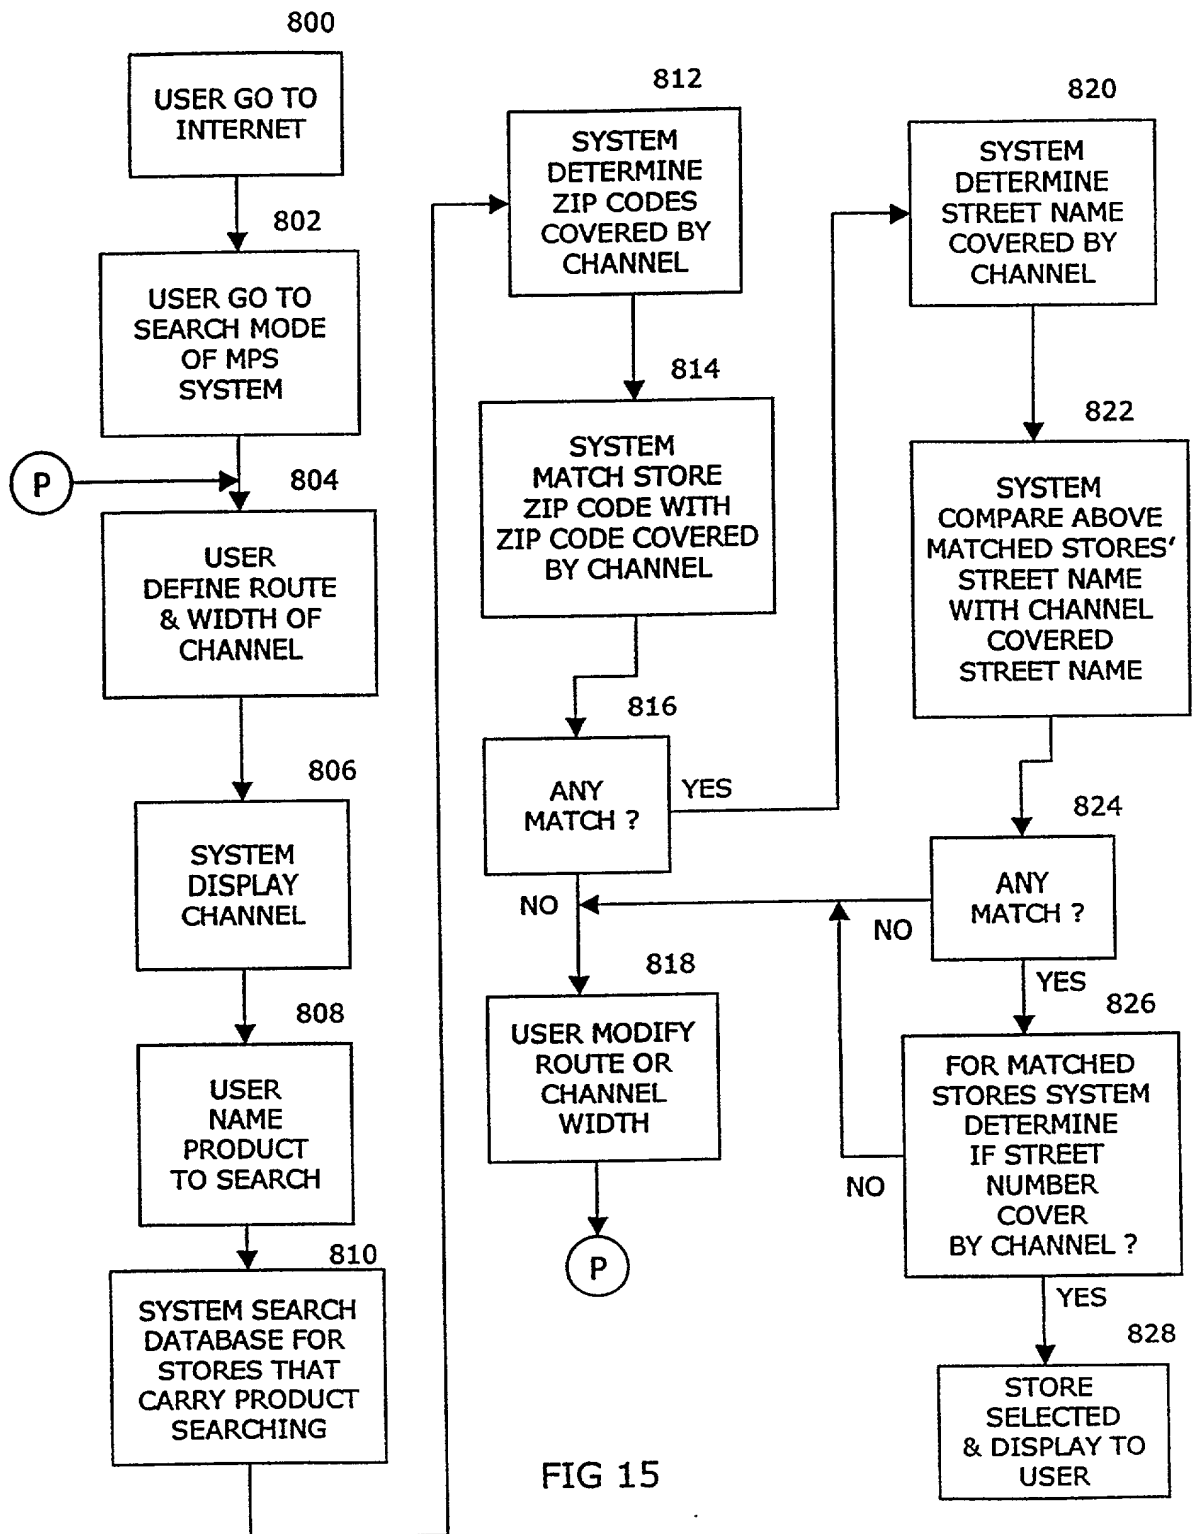 800
USER GO TO
INTERNET
802
USER GO TO
SEARCH MODE
OF MPS
SYSTEM
P
804
USER
DEFINE ROUTE
& WIDTH OF
CHANNEL
806
SYSTEM
DISPLAY
CHANNEL
808
USER
NAME
PRODUCT
TO SEARCH
810
SYSTEM SEARCH
DATABASE FOR
STORES THAT
CARRY PRODUCT
SEARCHING
812
SYSTEM
DETERMINE
ZIP CODES
COVERED BY
CHANNEL
814
SYSTEM
MATCH STORE
ZIP CODE WITH
ZIP CODE COVERED
BY CHANNEL
816
ANY
MATCH ?
YES
NO
818
USER MODIFY
ROUTE OR
CHANNEL
WIDTH
P
820
SYSTEM
DETERMINE
STREET NAME
COVERED BY
CHANNEL
822
SYSTEM
COMPARE ABOVE
MATCHED STORES'
STREET NAME
WITH CHANNEL
COVERED
STREET NAME
824
ANY
MATCH ?
NO
YES
826
FOR MATCHED
STORES SYSTEM
DETERMINE
IF STREET
NUMBER
COVER
BY CHANNEL ?
NO
YES
828
STORE
SELECTED
& DISPLAY TO
USER
FIG 15